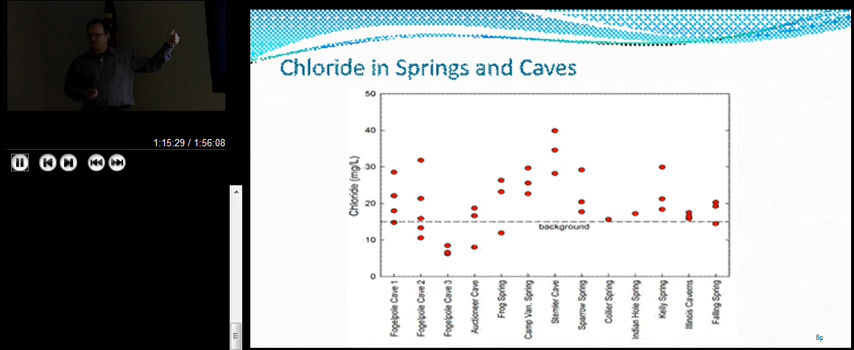 1:15:29 / 1:56:08
Chloride in Springs and Caves
Chloride (mg/L)
50
40
30
20
10
0
background
Fogelpole Cave 1
Fogelpole Cave 2
Fogelpole Cave 3
Auctioneer Cave
Frog Spring
Camp Van. Spring
Stemler Cave
Sparrow Spring
Collier Spring
Indian Hole Spring
Kelly Spring
Illinois Caverns
Falling Spring